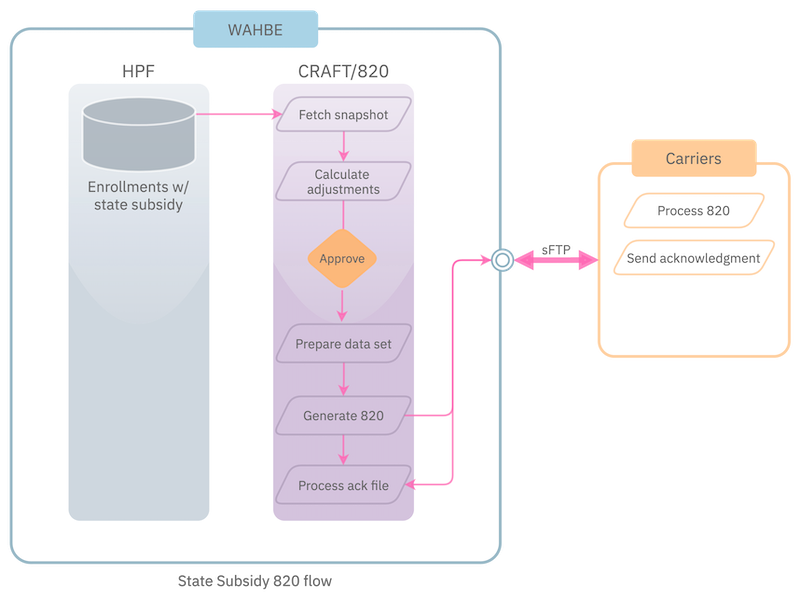 WAHBE
HPF
CRAFT/820
Fetch snapshot
Enrollments w/
state subsidy
Calculate
adjustments
Approve
Prepare data set
Generate 820
Process ack file
sFTP
Carriers
Process 820
Send acknowledgment
State Subsidy 820 flow